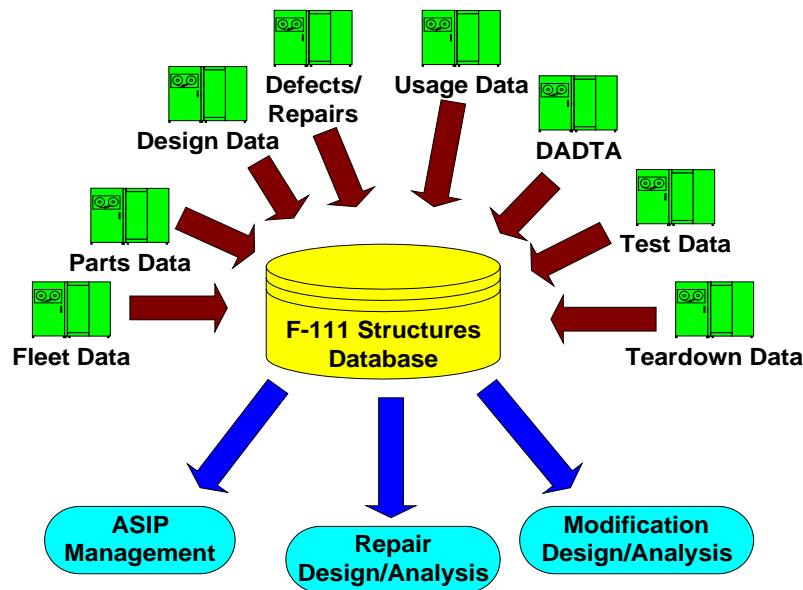 Defects/
Repairs
Usage Data
Design Data
DADTA
Parts Data
Test Data
Fleet Data
Teardown Data
F-111 Structures
Database
ASIP
Management
Repair
Design/Analysis
Modification
Design/Analysis